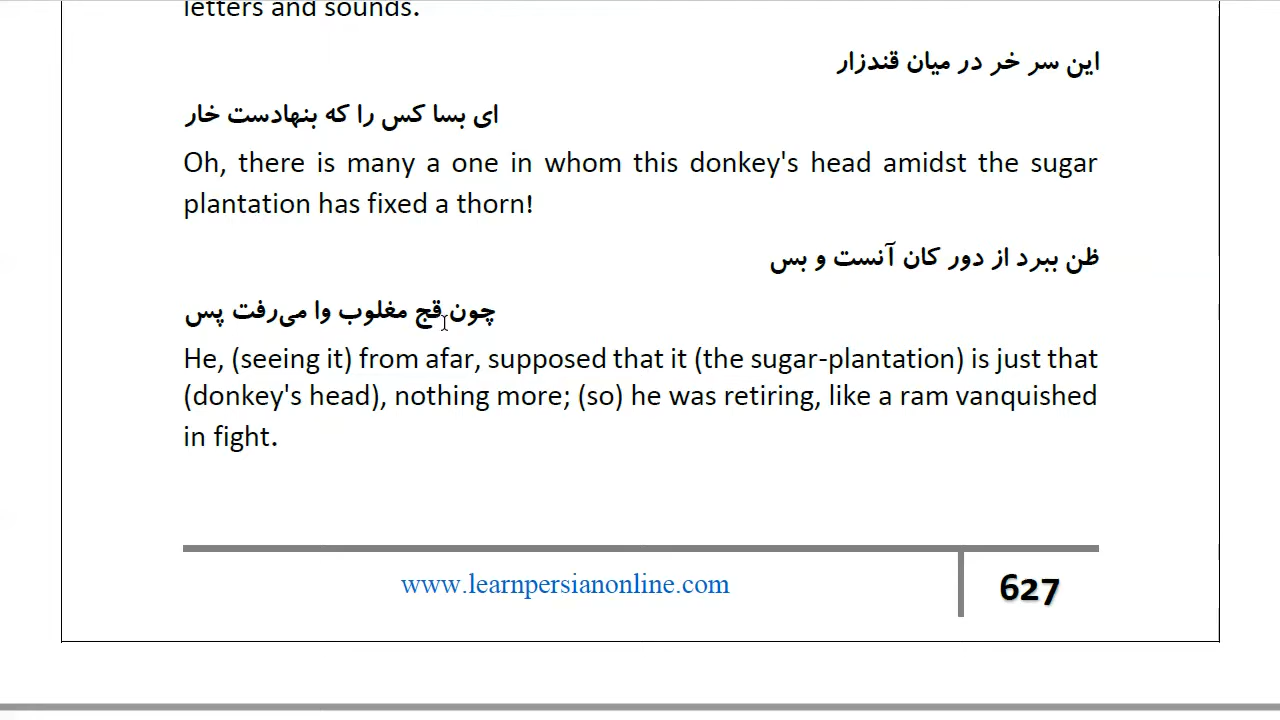 letters and sounds.
این سر خر در میان قندزار
ای بسا کس را که بنهادست خار
Oh, there is many a one in whom this donkey's head amidst the sugar
plantation has fixed a thorn!
ظن ببرد از دور کان آنست و بس
چون قج مغلوب وا می‌رفت پس
He, (seeing it) from afar, supposed that it (the sugar-plantation) is just that
(donkey's head), nothing more; (so) he was retiring, like a ram vanquished
in fight.
www.learnpersianonline.com
627